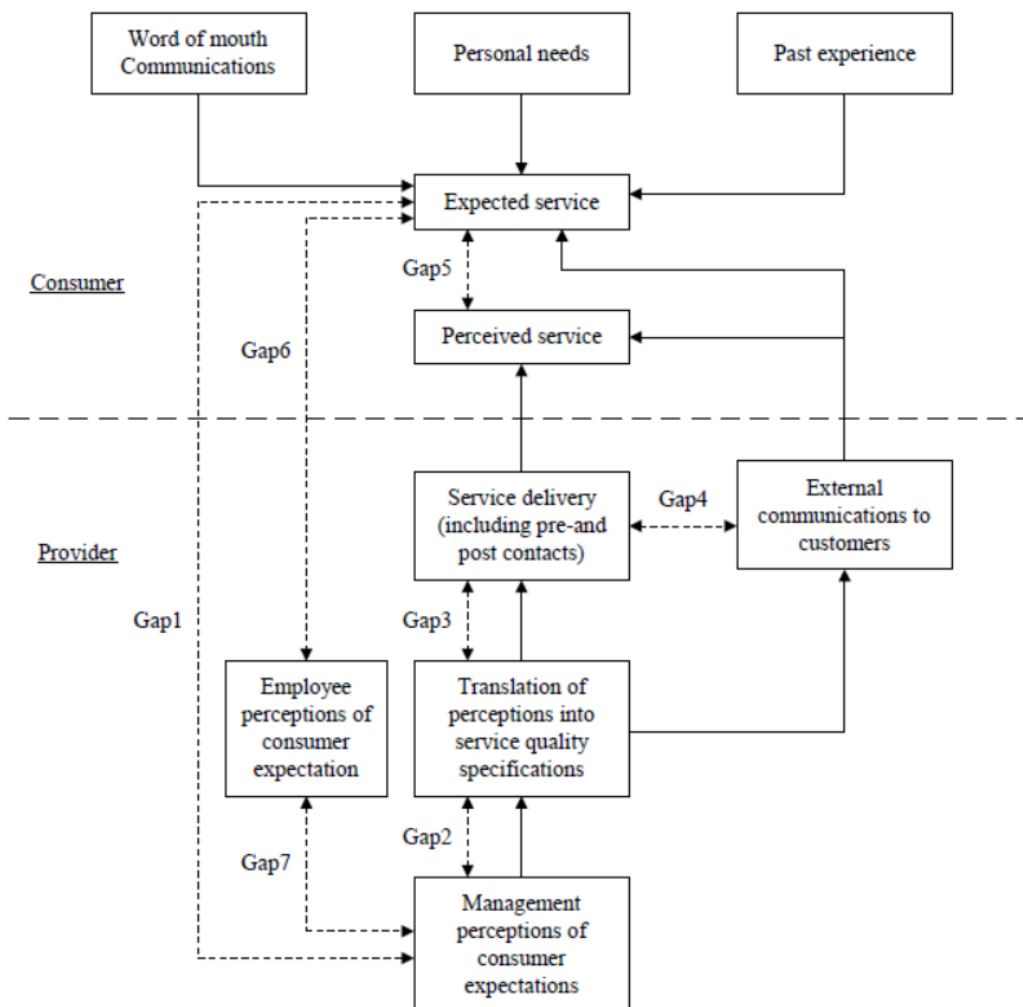 Word of mouth
Communications
Personal needs
Past experience
Expected service
Gap5
Consumer
Perceived service
Gap6
Service delivery
(including pre-and
post contacts)
Gap4
External
communications to
customers
Provider
Gap1
Gap3
Employee
perceptions of
consumer
expectation
Translation of
perceptions into
service quality
specifications
Gap7
Gap2
Management
perceptions of
consumer
expectations